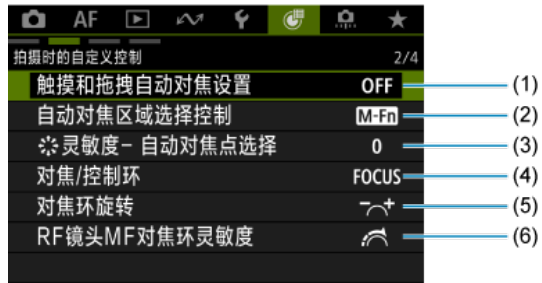 AF
拍摄时的自定义控制 2/4
触摸和拖拽自动对焦设置 OFF (1)
自动对焦区域选择控制 M-Fn (2)
灵敏度- 自动对焦点选择 0 (3)
对焦/控制环 FOCUS (4)
对焦环旋转 (5)
RF镜头MF对焦环灵敏度 (6)